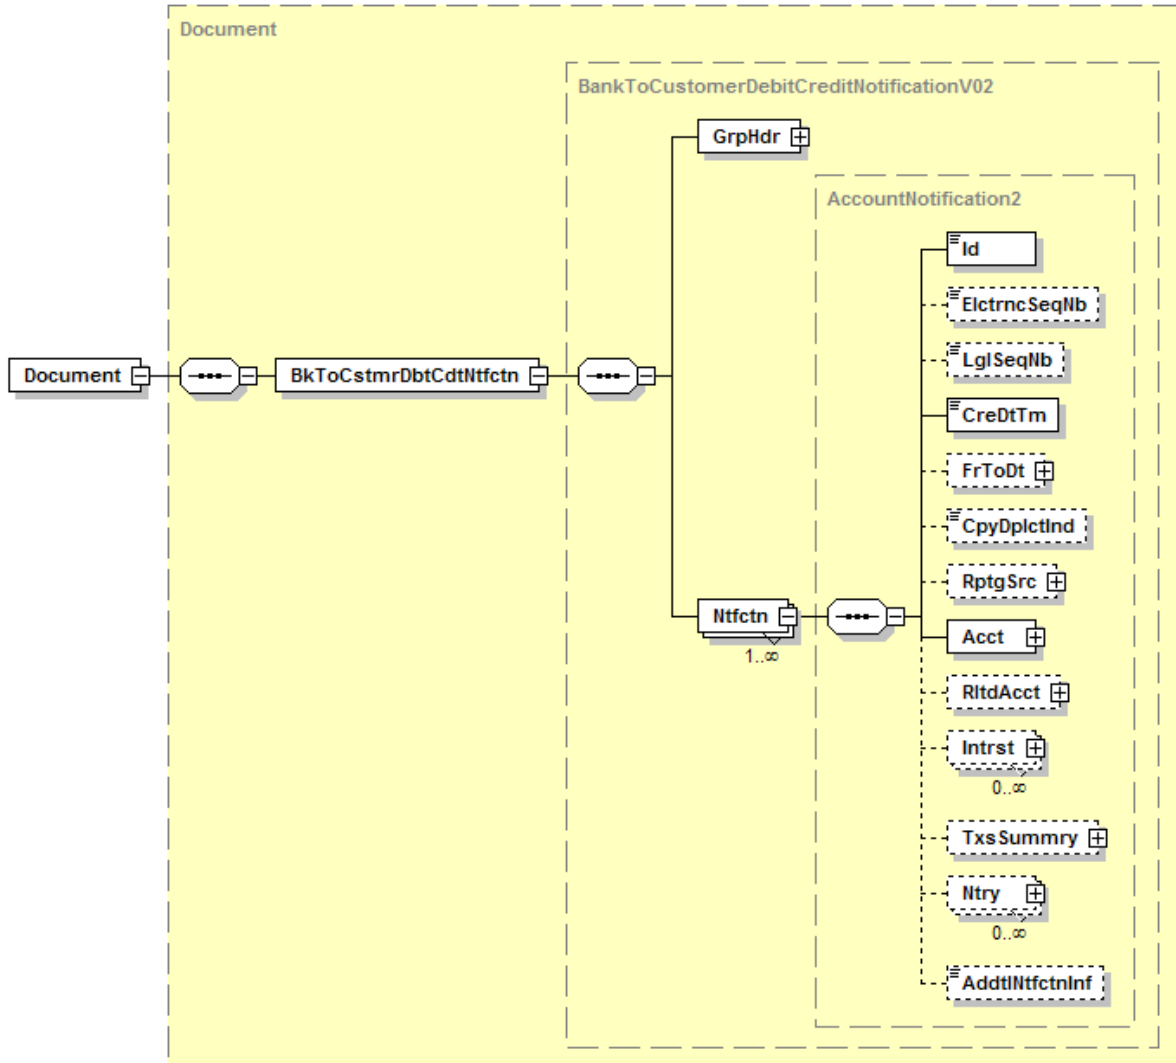 Document
BankToCustomerDebitCreditNotificationV02
GrpHdr
AccountNotification2
Id
ElctrncSeqNb
LglSeqNb
Document
BkToCstmrDbtCdtNtfctn
CreDtTm
FrToDt
CpyDplctInd
RptgSrc
Ntfctn
1..∞
Acct
RltdAcct
Intrst
0..∞
TxsSummry
Ntry
0..∞
AddtlNtfctnInf